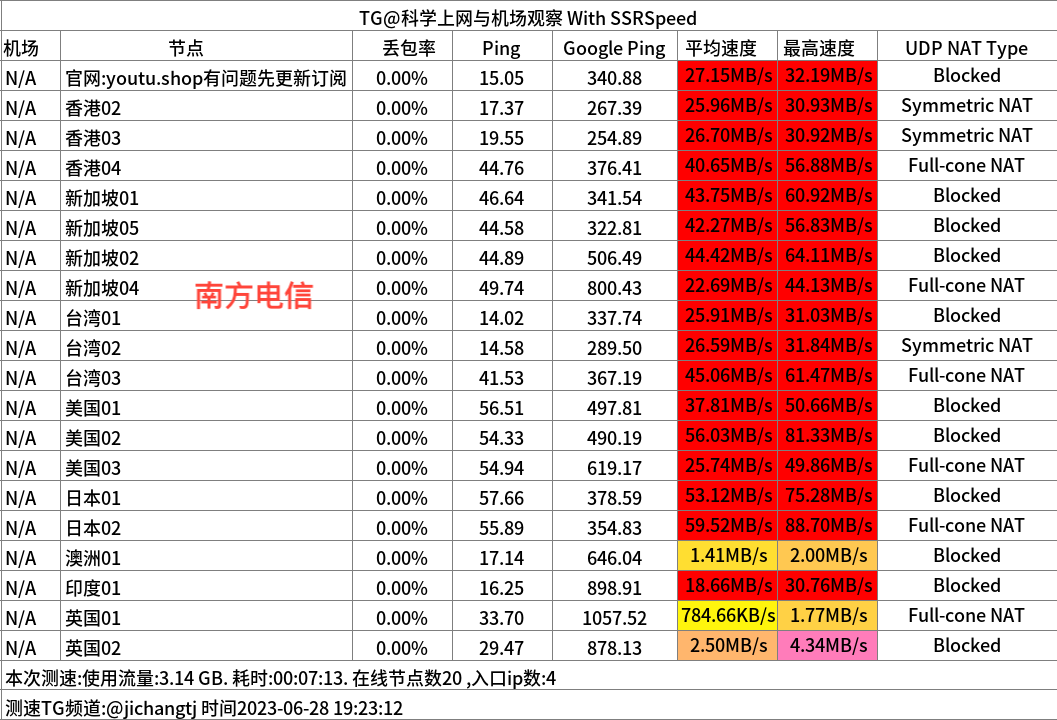 TG@科学上网与机场观察 With SSRSpeed
机场 节点 丢包率 Ping Google Ping 平均速度 最高速度 UDP NAT Type
N/A 官网:youtu.shop有问题先更新订阅 0.00% 15.05 340.88 27.15MB/s 32.19MB/s Blocked
N/A 香港02 0.00% 17.37 267.39 25.96MB/s 30.93MB/s Symmetric NAT
N/A 香港03 0.00% 19.55 254.89 26.70MB/s 30.92MB/s Symmetric NAT
N/A 香港04 0.00% 44.76 376.41 40.65MB/s 56.88MB/s Full-cone NAT
N/A 新加坡01 0.00% 46.64 341.54 43.75MB/s 60.92MB/s Blocked
N/A 新加坡05 0.00% 44.58 322.81 42.27MB/s 56.83MB/s Blocked
N/A 新加坡02 0.00% 44.89 506.49 44.42MB/s 64.11MB/s Blocked
N/A 新加坡04 0.00% 49.74 800.43 22.69MB/s 44.13MB/s Full-cone NAT
南方电信
N/A 台湾01 0.00% 14.02 337.74 25.91MB/s 31.03MB/s Blocked
N/A 台湾02 0.00% 14.58 289.50 26.59MB/s 31.84MB/s Symmetric NAT
N/A 台湾03 0.00% 41.53 367.19 45.06MB/s 61.47MB/s Full-cone NAT
N/A 美国01 0.00% 56.51 497.81 37.81MB/s 50.66MB/s Blocked
N/A 美国02 0.00% 54.33 490.19 56.03MB/s 81.33MB/s Blocked
N/A 美国03 0.00% 54.94 619.17 25.74MB/s 49.86MB/s Full-cone NAT
N/A 日本01 0.00% 57.66 378.59 53.12MB/s 75.28MB/s Blocked
N/A 日本02 0.00% 55.89 354.83 59.52MB/s 88.70MB/s Full-cone NAT
N/A 澳洲01 0.00% 17.14 646.04 1.41MB/s 2.00MB/s Blocked
N/A 印度01 0.00% 16.25 898.91 18.66MB/s 30.76MB/s Blocked
N/A 英国01 0.00% 33.70 1057.52 784.66KB/s 1.77MB/s Full-cone NAT
N/A 英国02 0.00% 29.47 878.13 2.50MB/s 4.34MB/s Blocked
本次测速:使用流量:3.14 GB. 耗时:00:07:13. 在线节点数20 ,入口ip数:4
测速TG频道:@jichangtj 时间2023-06-28 19:23:12